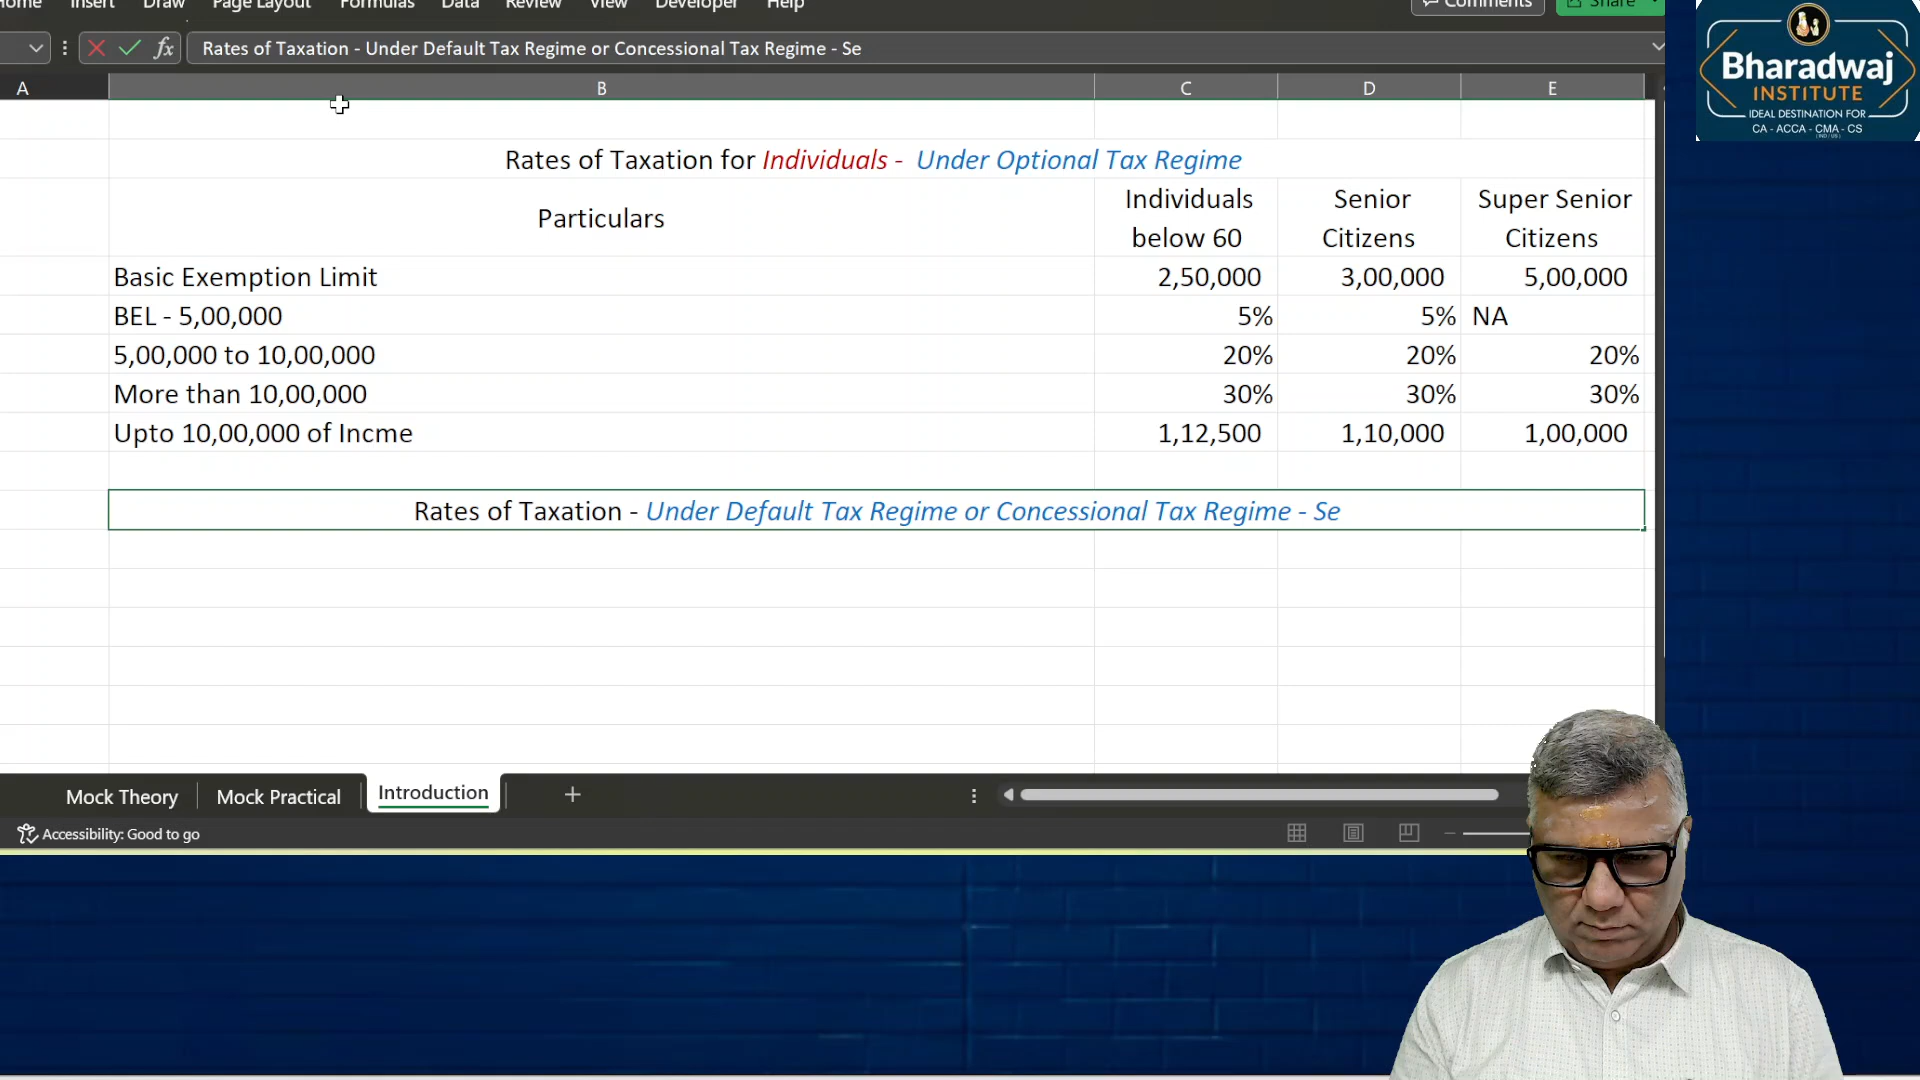 Home Insert Draw Page Layout Formulas Data Review View Developer Help
Comments Share
fx Rates of Taxation - Under Default Tax Regime or Concessional Tax Regime - Se
A B C D E
Rates of Taxation for Individuals - Under Optional Tax Regime
Particulars Individuals below 60 Senior Citizens Super Senior Citizens
Basic Exemption Limit 2,50,000 3,00,000 5,00,000
BEL - 5,00,000 5% 5% NA
5,00,000 to 10,00,000 20% 20% 20%
More than 10,00,000 30% 30% 30%
Upto 10,00,000 of Incme 1,12,500 1,10,000 1,00,000
Rates of Taxation - Under Default Tax Regime or Concessional Tax Regime - Se
Mock Theory Mock Practical Introduction
Accessibility: Good to go
Bharadwaj
INSTITUTE
IDEAL DESTINATION FOR
CA - ACCA - CMA - CS